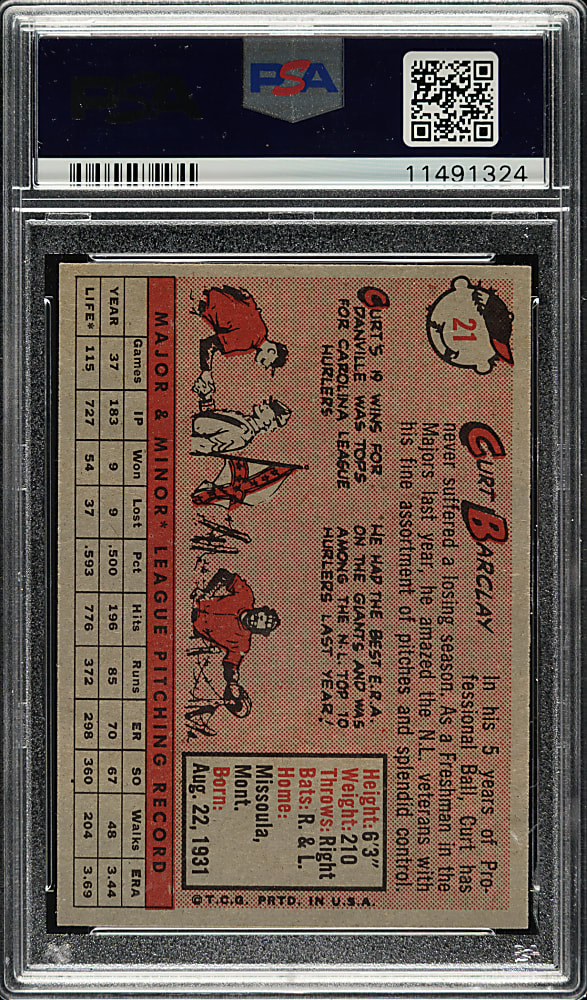 PSA
11491324
21
CURT BARCLAY
In his 5 years of Pro-
fessional Ball, Curt has
never suffered a losing season. As a Freshman in the
Majors last year, he amazed the N.L. veterans with
his fine assortment of pitches and splendid control.
CURT'S 19 WINS FOR
DANVILLE WAS TOPS
FOR CAROLINA LEAGUE
HURLERS
HE HAD THE BEST E.R.A.
ON THE GIANTS AND WAS
AMONG THE N.L. TOP 10
HURLERS LAST YEAR!
Height: 6'3"
Weight: 210
Throws: Right
Bats: R. & L.
Home:
Missoula,
Mont.
Born:
Aug. 22, 1931
©T.C.G. PRTD. IN U.S.A.
MAJOR & MINOR* LEAGUE PITCHING RECORD
Games IP Won Lost Pct Hits Runs ER SO Walks ERA
YEAR 37 183 9 9 .500 196 85 70 67 48 3.44
LIFE* 115 727 54 37 .593 776 372 298 360 204 3.69